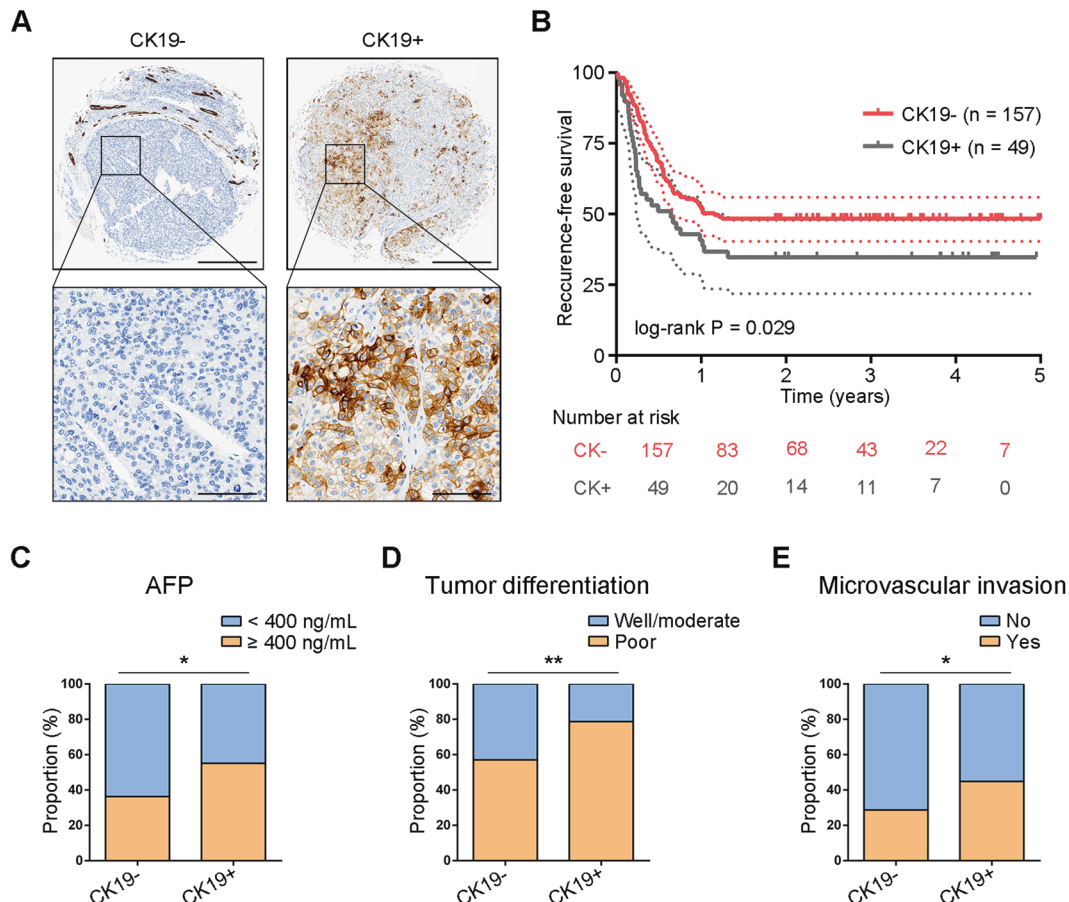 A
CK19-
CK19+
B
Reccurence-free survival
100
75
50
25
0
CK19- (n = 157)
CK19+ (n = 49)
log-rank P = 0.029
0 1 2 3 4 5
Time (years)
Number at risk
CK- 157 83 68 43 22 7
CK+ 49 20 14 11 7 0
C
AFP
< 400 ng/mL
≥ 400 ng/mL
*
Proportion (%)
100
80
60
40
20
0
CK19- CK19+
D
Tumor differentiation
Well/moderate
Poor
**
Proportion (%)
100
80
60
40
20
0
CK19- CK19+
E
Microvascular invasion
No
Yes
*
Proportion (%)
100
80
60
40
20
0
CK19- CK19+